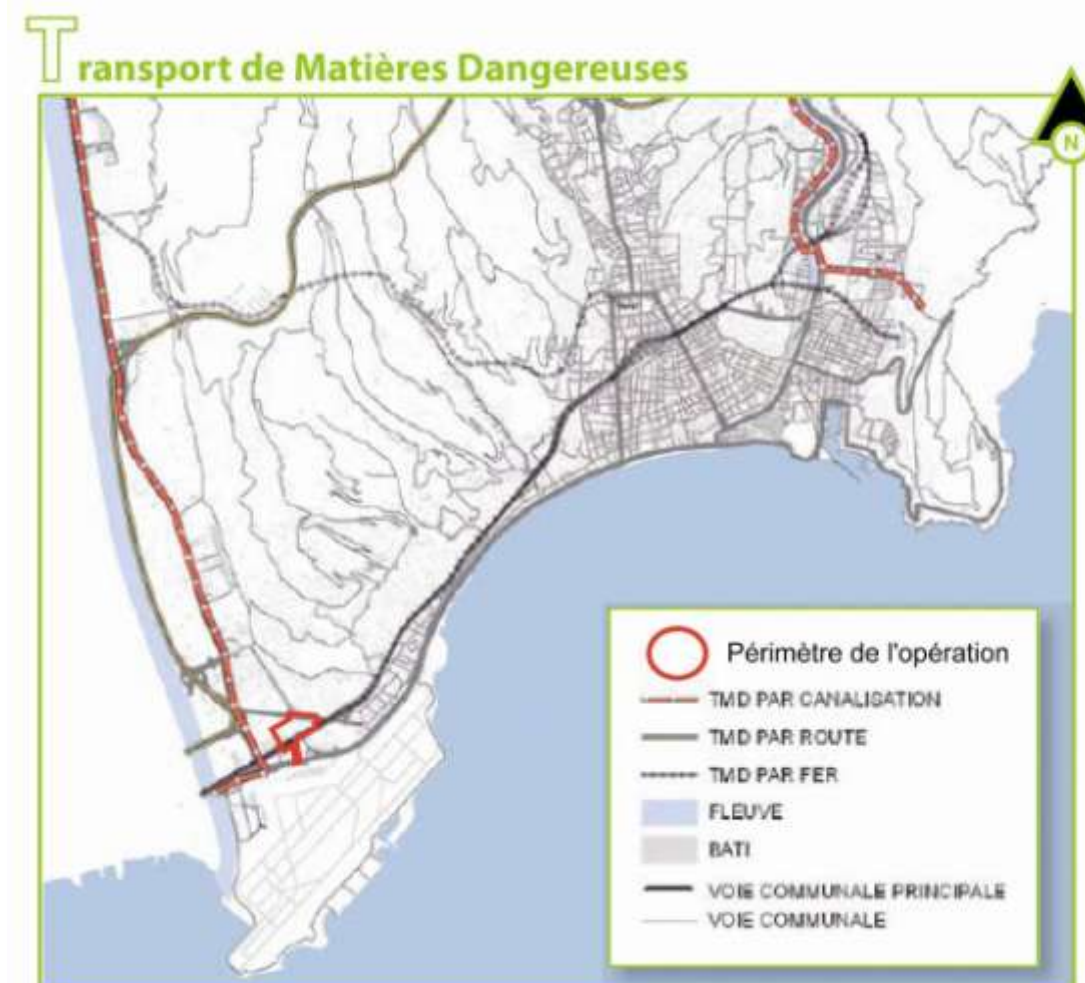 Transport de Matières Dangereuses
N
Périmètre de l'opération
TMD PAR CANALISATION
TMD PAR ROUTE
TMD PAR FER
FLEUVE
BATI
VOIE COMMUNALE PRINCIPALE
VOIE COMMUNALE